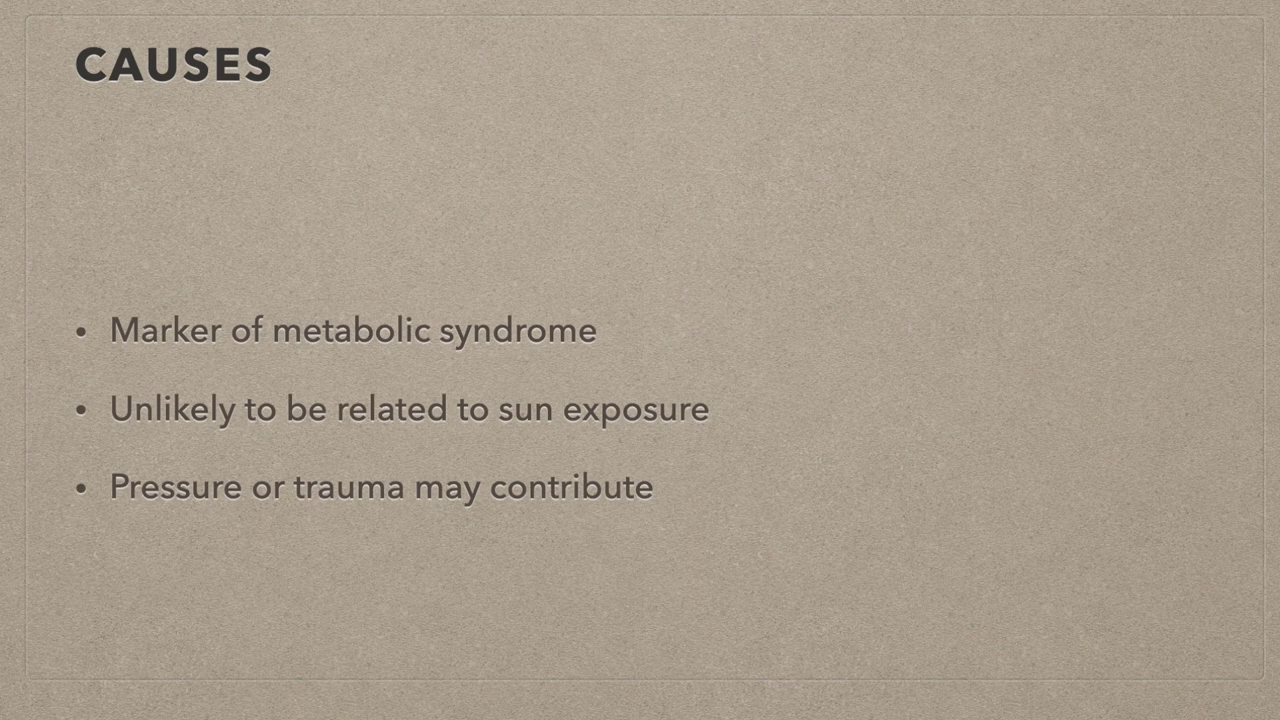 CAUSES
• Marker of metabolic syndrome
• Unlikely to be related to sun exposure
• Pressure or trauma may contribute